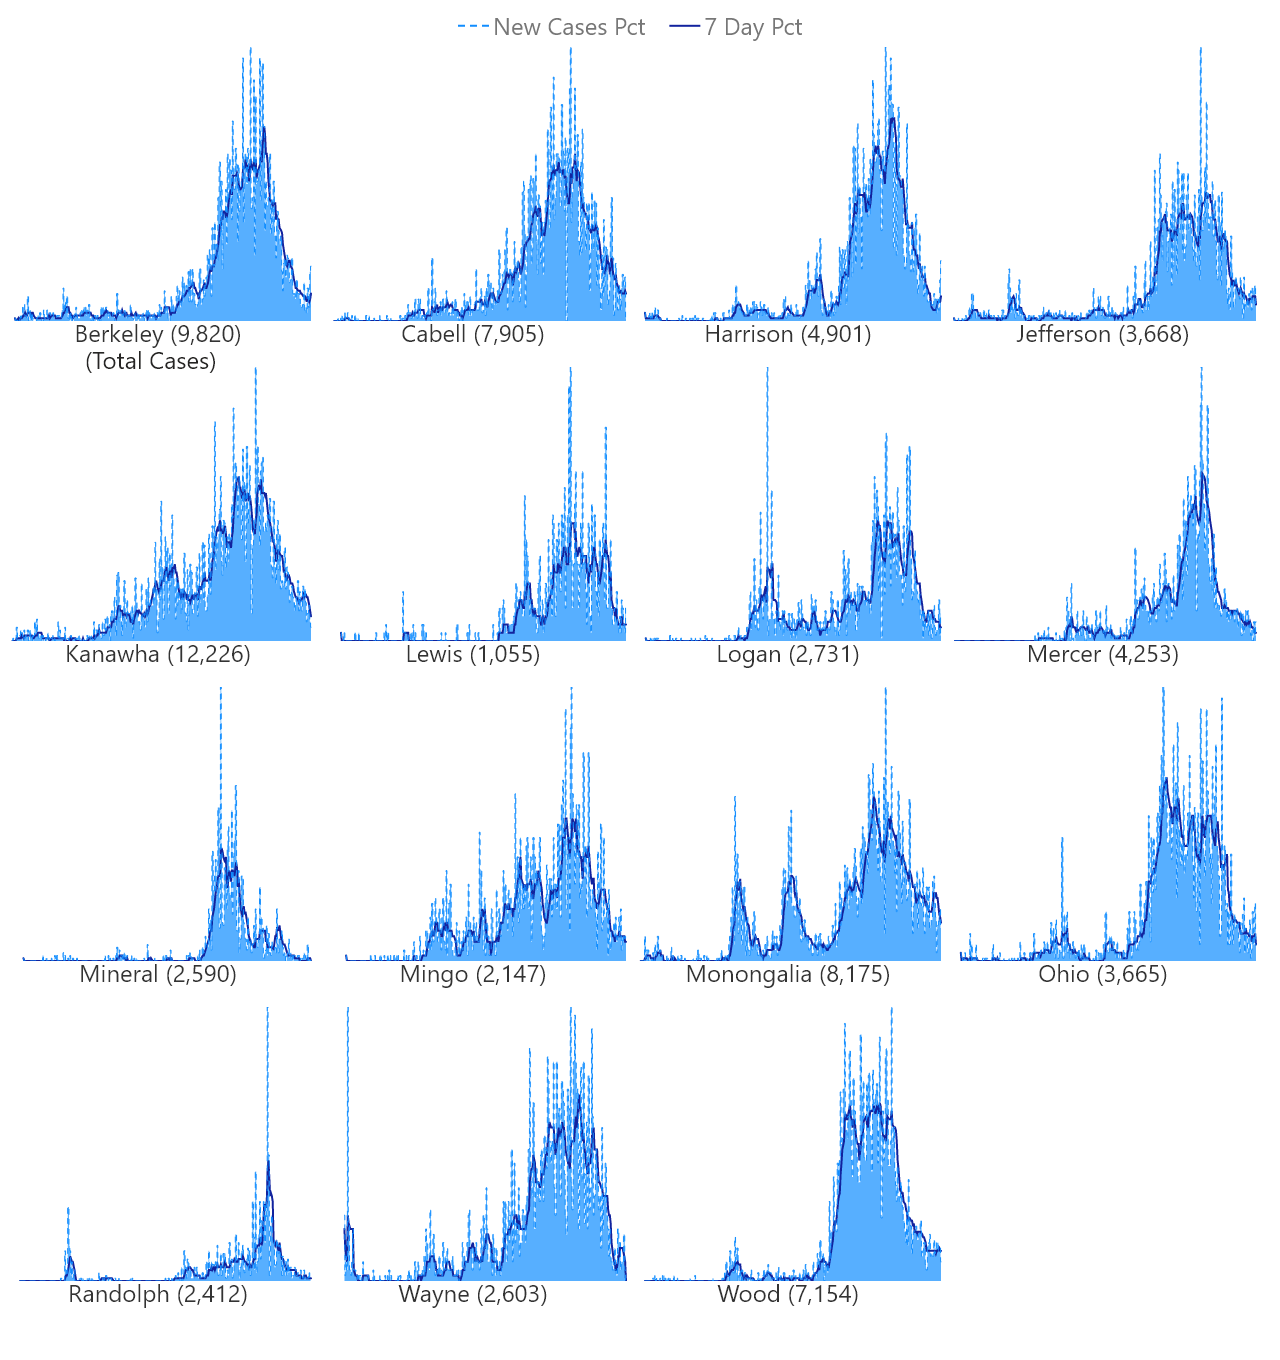 New Cases Pct 7 Day Pct
Berkeley (9,820) Cabell (7,905) Harrison (4,901) Jefferson (3,668)
(Total Cases)
Kanawha (12,226) Lewis (1,055) Logan (2,731) Mercer (4,253)
Mineral (2,590) Mingo (2,147) Monongalia (8,175) Ohio (3,665)
Randolph (2,412) Wayne (2,603) Wood (7,154)